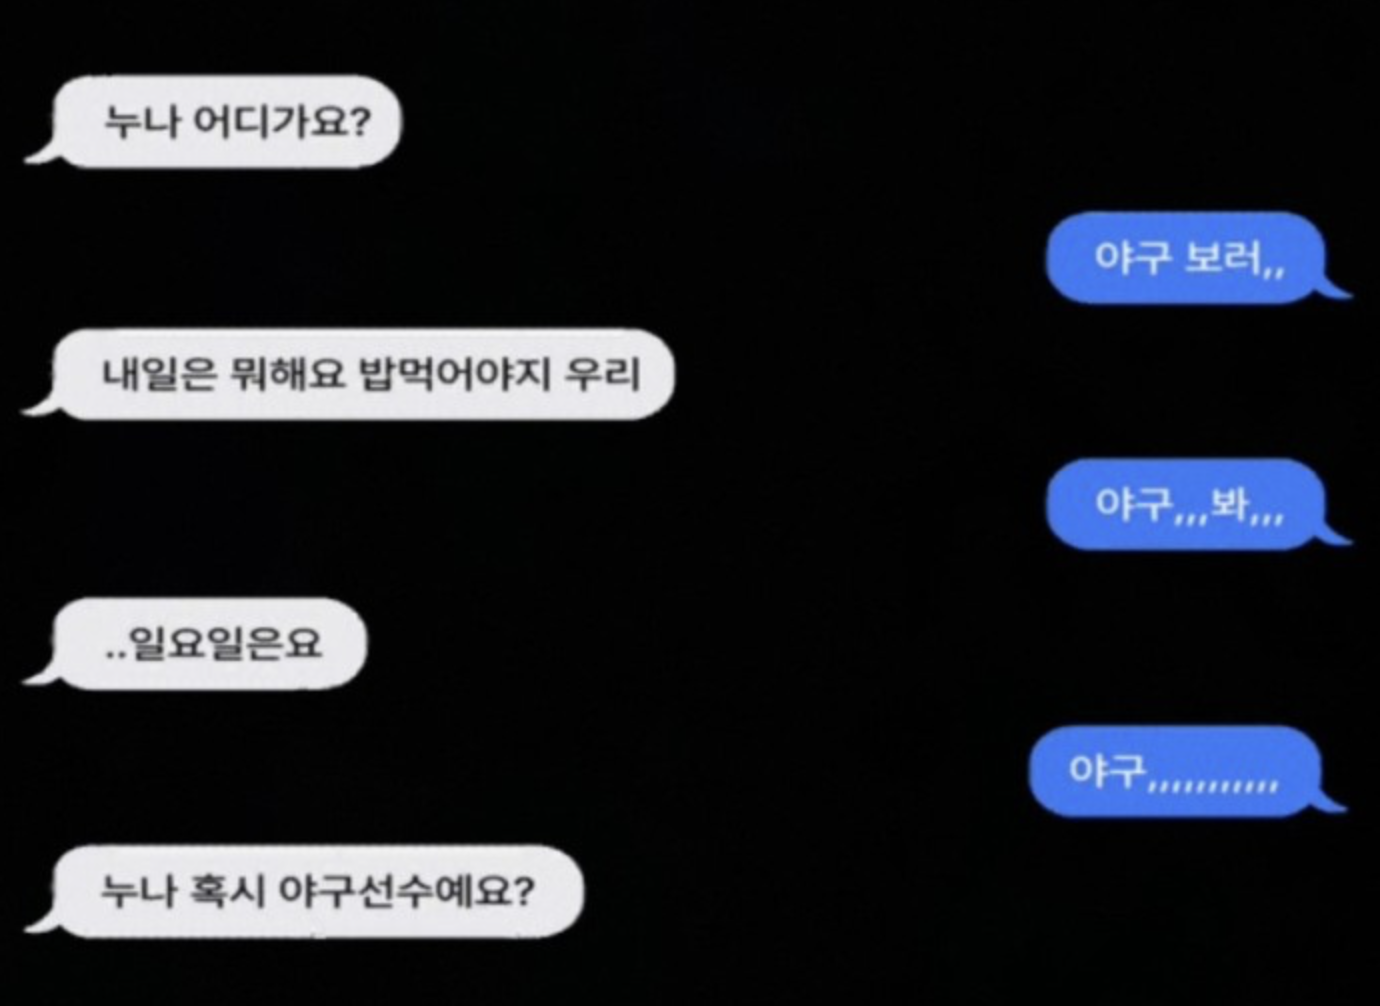 누나 어디가요?
야구 보러,,
내일은 뭐해요 밥먹어야지 우리
야구,,,봐,,,
..일요일은요
야구,,,,,,,,,,,
누나 혹시 야구선수예요?